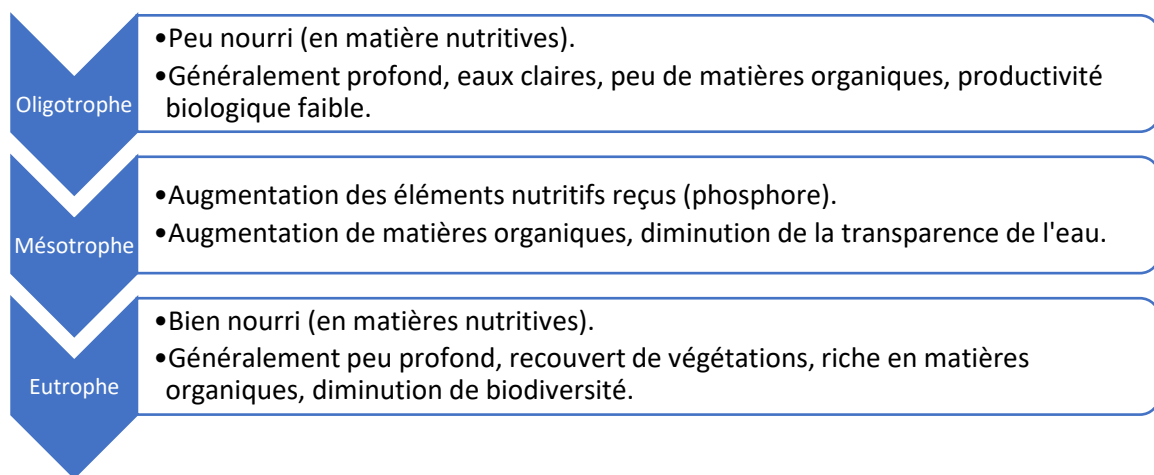 Oligotrophe
•Peu nourri (en matière nutritives).
•Généralement profond, eaux claires, peu de matières organiques, productivité
biologique faible.
Mésotrophe
•Augmentation des éléments nutritifs reçus (phosphore).
•Augmentation de matières organiques, diminution de la transparence de l'eau.
Eutrophe
•Bien nourri (en matières nutritives).
•Généralement peu profond, recouvert de végétations, riche en matières
organiques, diminution de biodiversité.